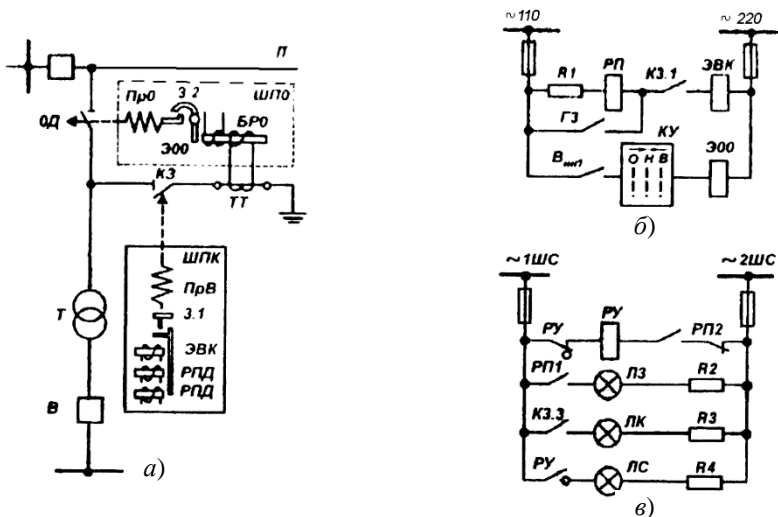 П
ПрО
3 2
ШПО
ОД
БРО
ЭОО
КЗ
ТТ
ШПК
ПрВ
3.1
Т
ЭВК
РПД
РПД
В
а)
~110
~220
R1
РП
КЗ.1
ЭВК
ГЗ
КУ
О Н В
Вннп
ЭОО
б)
~1ШС
~2ШС
РУ
РУ
РП2
РП1
ЛЗ
R2
КЗ.3
ЛК
R3
РУ
ЛС
R4
в)